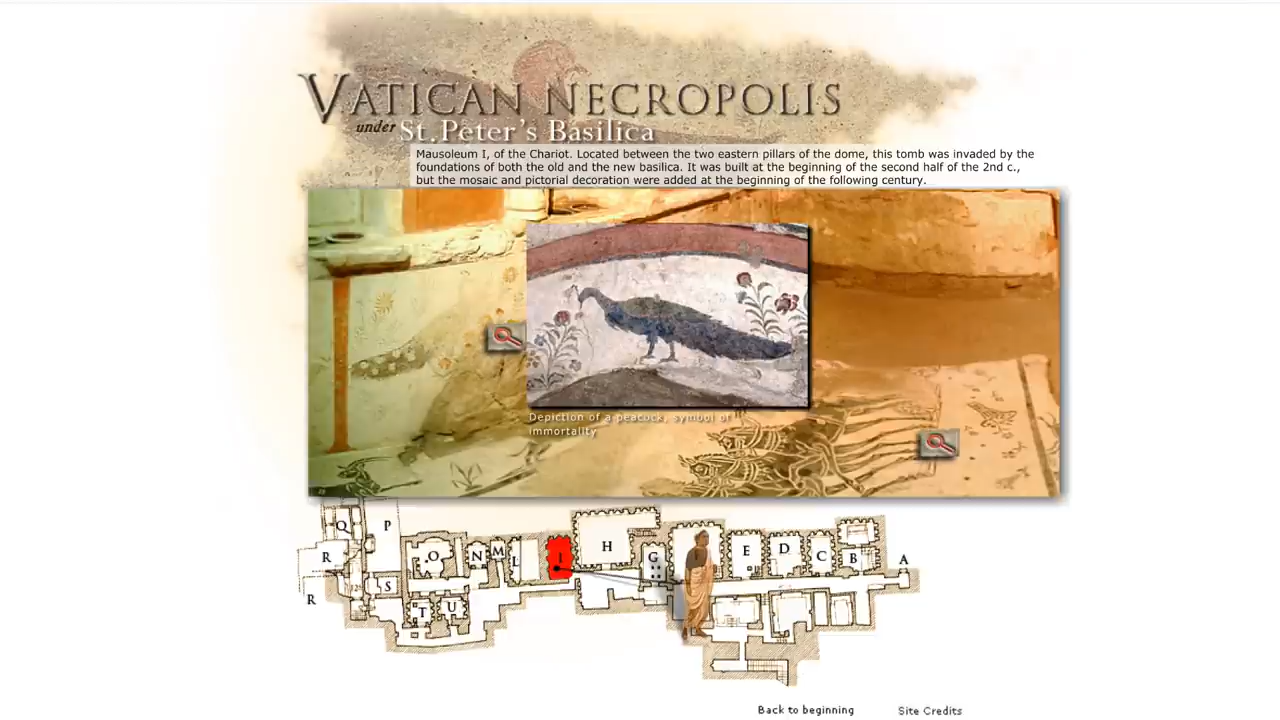 VATICAN NECROPOLIS
under St. Peter's Basilica
Mausoleum I, of the Chariot. Located between the two eastern pillars of the dome, this tomb was invaded by the
foundations of both the old and the new basilica. It was built at the beginning of the second half of the 2nd c.,
but the mosaic and pictorial decoration were added at the beginning of the following century.
Depiction of a peacock, symbol of
immortality
Q P
R O N M L I H G E D C B A
R S T U
Back to beginning Site Credits